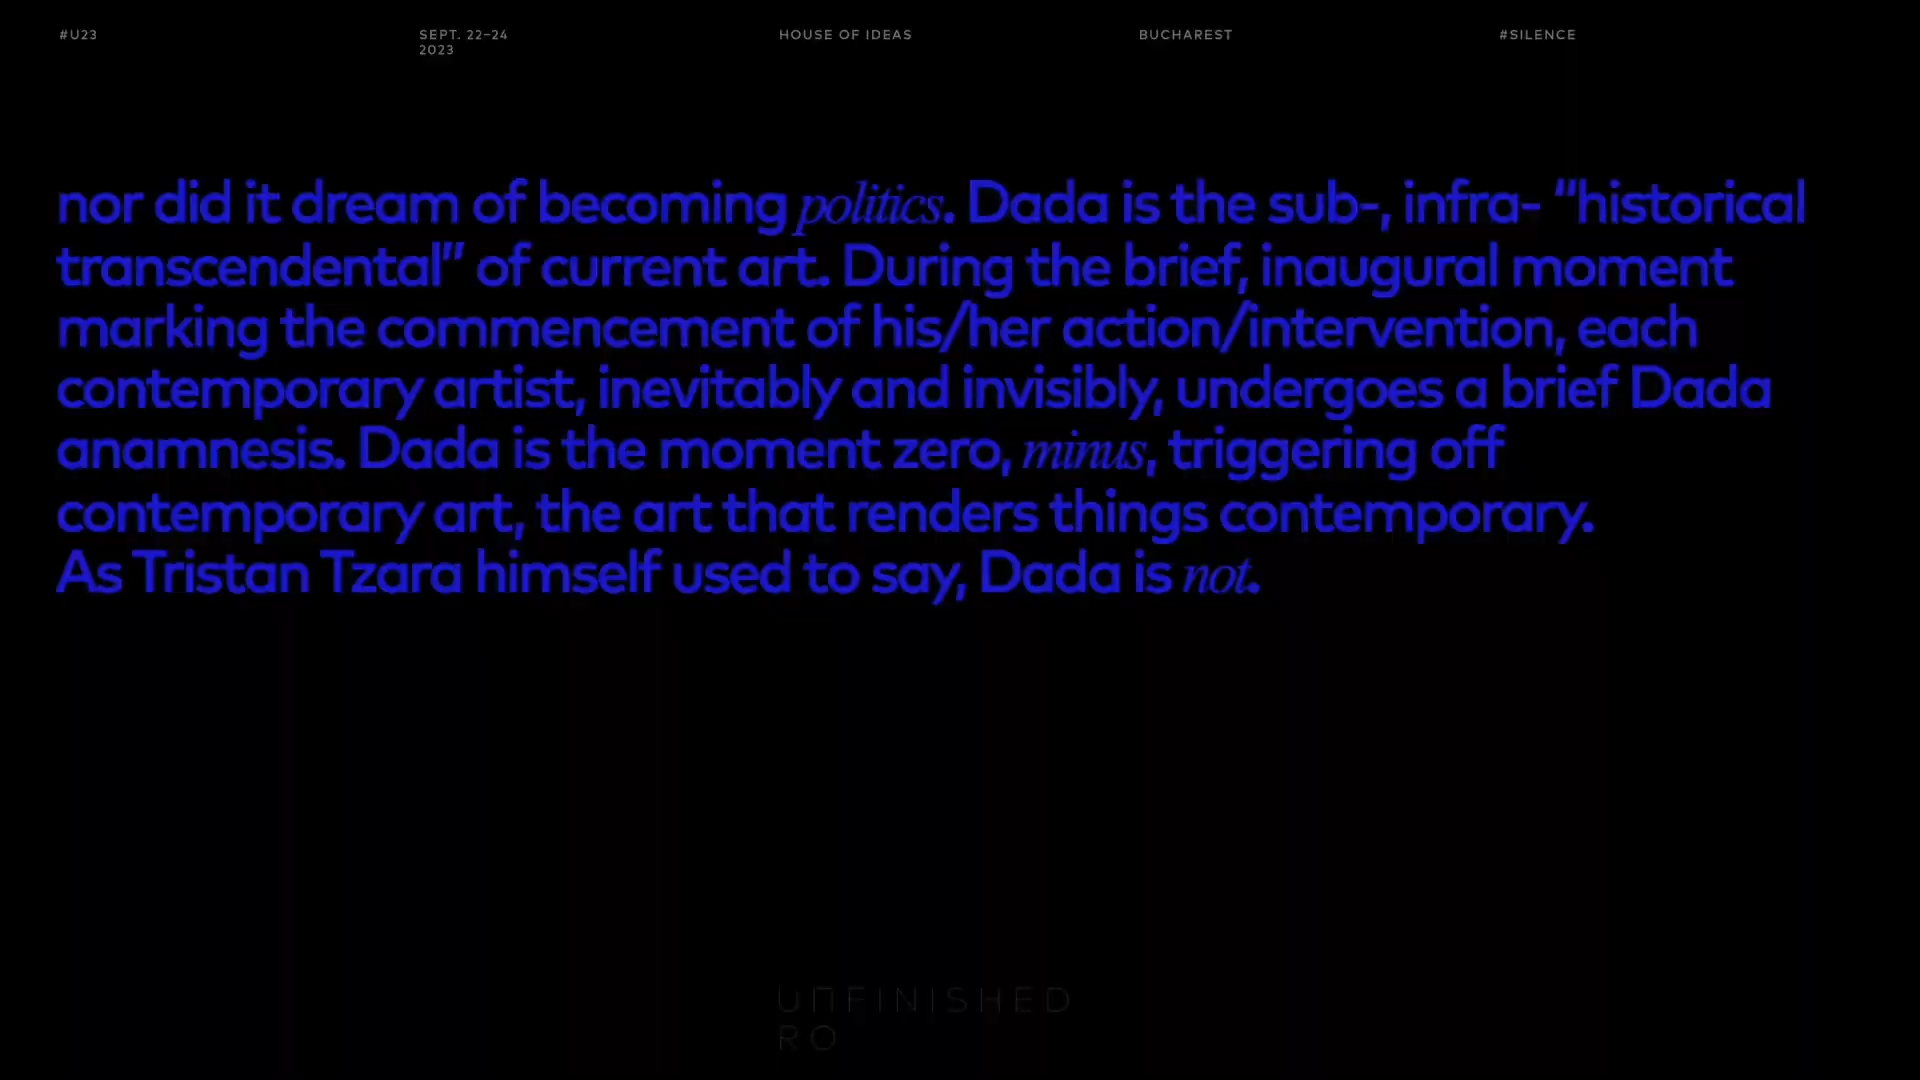 #U23
SEPT. 22–24
2023
HOUSE OF IDEAS
BUCHAREST
#SILENCE
nor did it dream of becoming politics. Dada is the sub-, infra- “historical
transcendental” of current art. During the brief, inaugural moment
marking the commencement of his/her action/intervention, each
contemporary artist, inevitably and invisibly, undergoes a brief Dada
anamnesis. Dada is the moment zero, minus, triggering off
contemporary art, the art that renders things contemporary.
As Tristan Tzara himself used to say, Dada is not.
UNFINISHED
RO